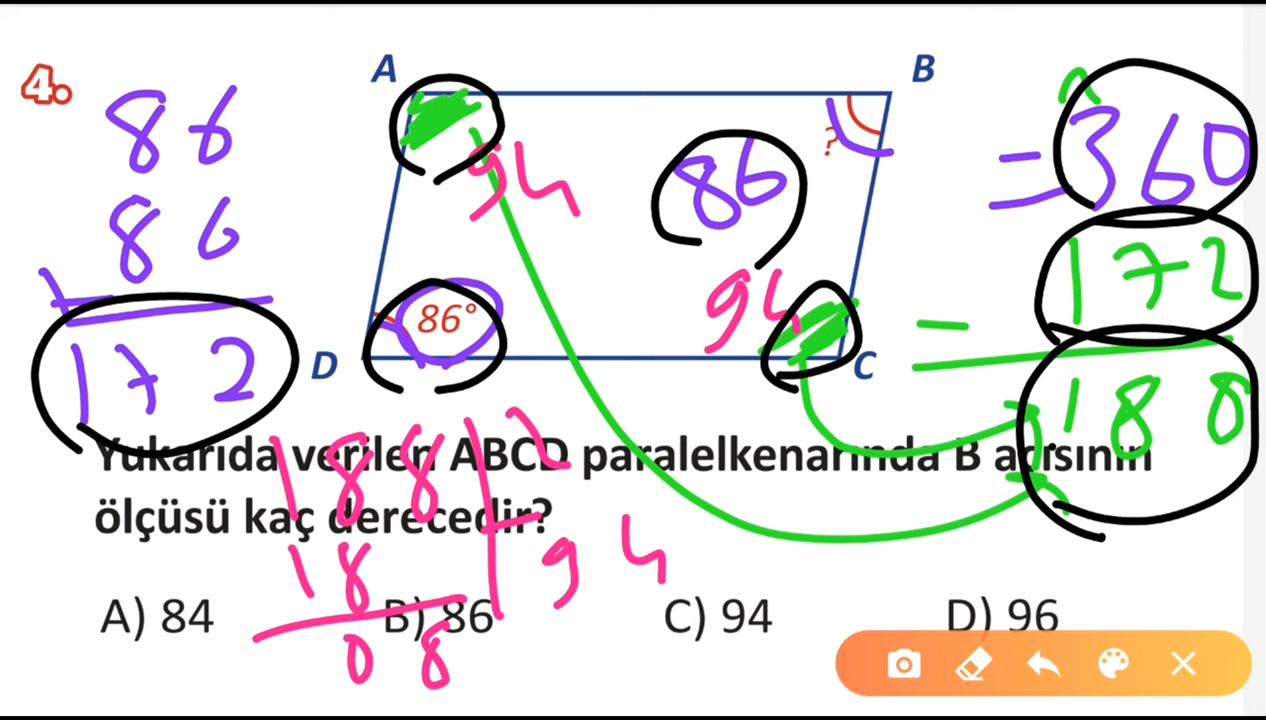 4.
A
B
86
86
172
94
86
?
= 360
- 172
188
86°
94
D
C
Yukarıda verilen ABCD paralelkenarında B açısının
ölçüsü kaç derecedir?
188 2
18 94
08
A) 84 B) 86 C) 94 D) 96